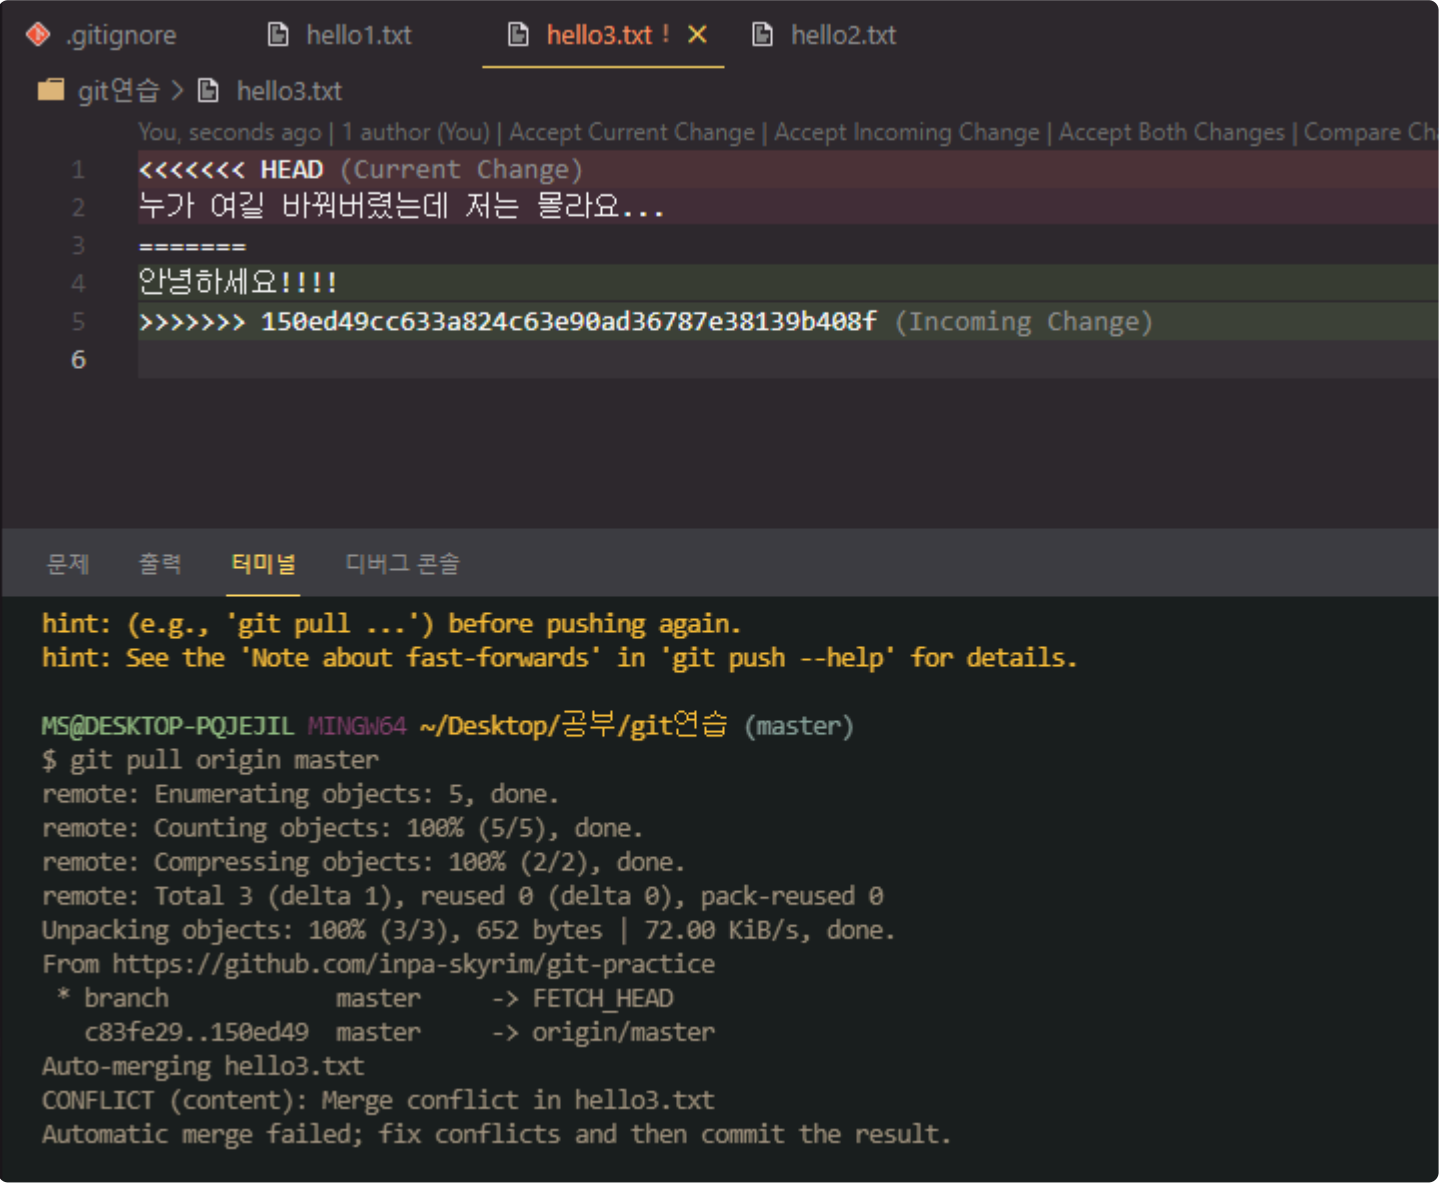 .gitignore hello1.txt hello3.txt ! hello2.txt
git연습 > hello3.txt
You, seconds ago | 1 author (You) | Accept Current Change | Accept Incoming Change | Accept Both Changes | Compare
1 <<<<<<< HEAD (Current Change)
2 누가 여길 바꿔버렸는데 저는 몰라요...
3 =======
4 안녕하세요!!!!
5 >>>>>>> 150ed49cc633a824c63e90ad36787e38139b408f (Incoming Change)
6
문제 출력 터미널 디버그 콘솔
hint: (e.g., 'git pull ...') before pushing again.
hint: See the 'Note about fast-forwards' in 'git push --help' for details.
MS@DESKTOP-PQJEJIL MINGW64 ~/Desktop/공부/git연습 (master)
$ git pull origin master
remote: Enumerating objects: 5, done.
remote: Counting objects: 100% (5/5), done.
remote: Compressing objects: 100% (2/2), done.
remote: Total 3 (delta 1), reused 0 (delta 0), pack-reused 0
Unpacking objects: 100% (3/3), 652 bytes | 72.00 KiB/s, done.
From https://github.com/inpa-skyrim/git-practice
* branch master -> FETCH_HEAD
c83fe29..150ed49 master -> origin/master
Auto-merging hello3.txt
CONFLICT (content): Merge conflict in hello3.txt
Automatic merge failed; fix conflicts and then commit the result.